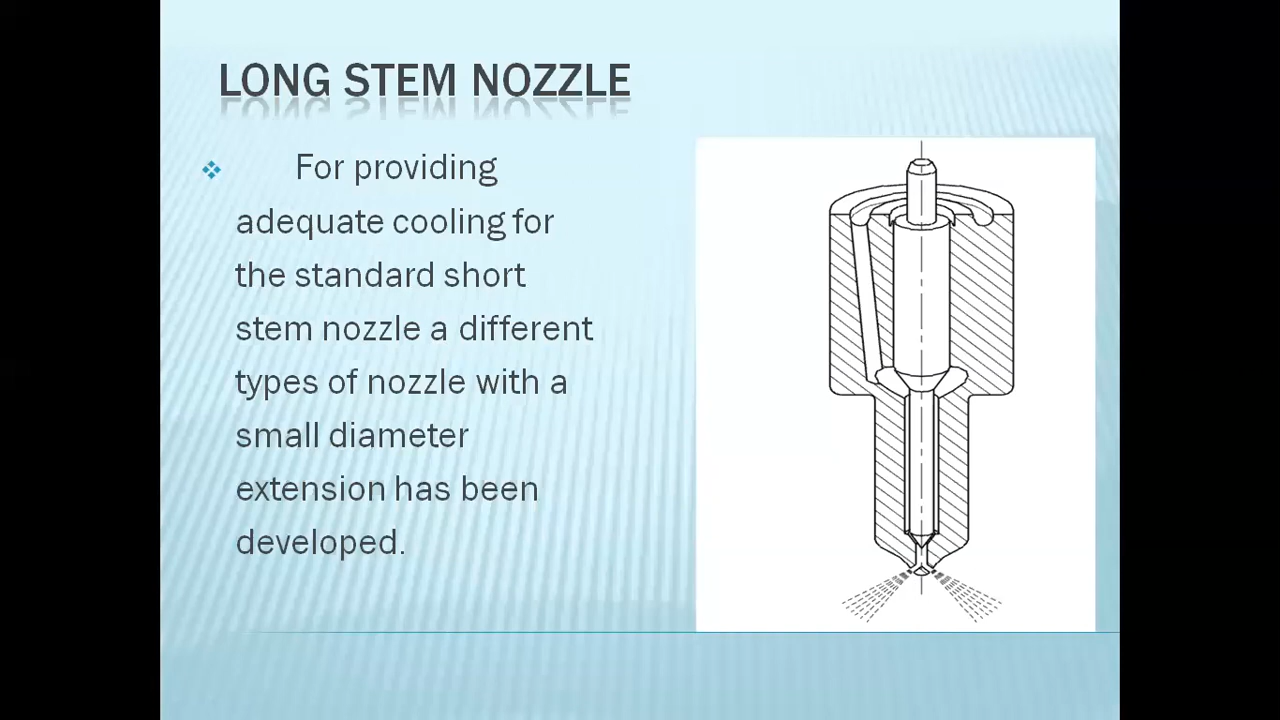 LONG STEM NOZZLE
For providing
adequate cooling for
the standard short
stem nozzle a different
types of nozzle with a
small diameter
extension has been
developed.